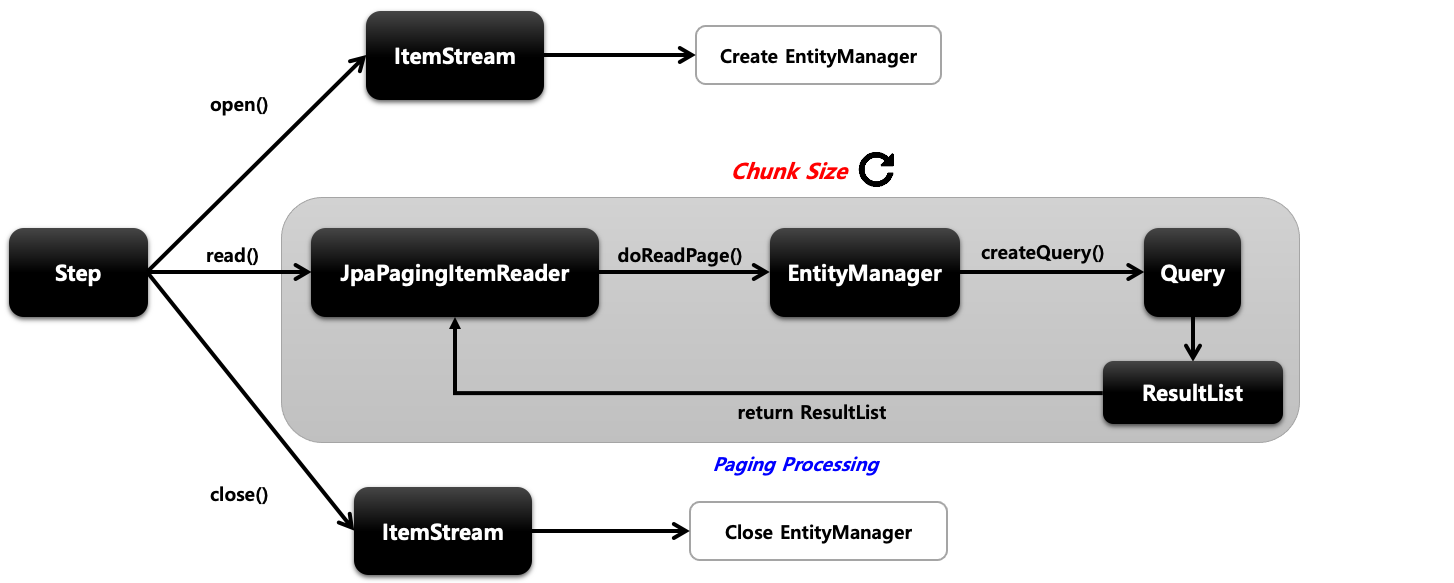 ItemStream
Create EntityManager
open()
Chunk Size
Step
read()
JpaPagingItemReader
doReadPage()
EntityManager
createQuery()
Query
ResultList
return ResultList
Paging Processing
close()
ItemStream
Close EntityManager